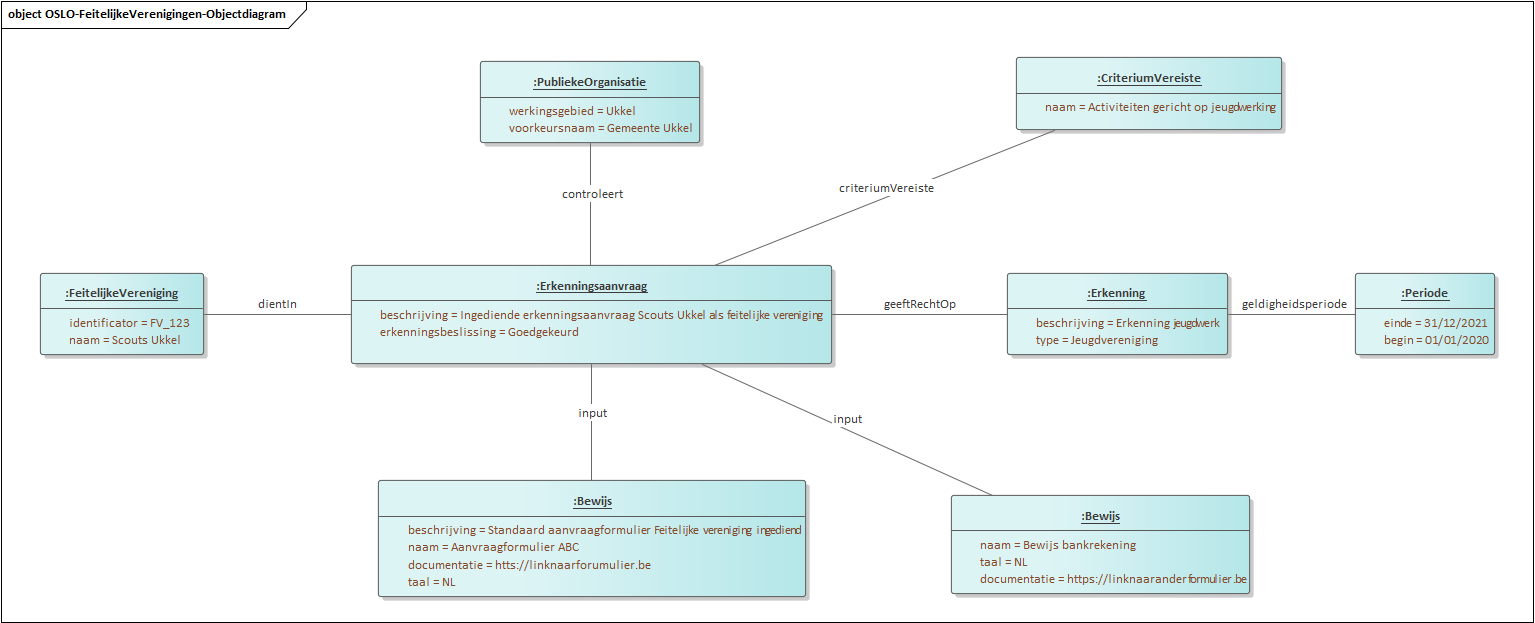 object OSLO-FeitelijkeVerenigingen-Objectdiagram
:PubliekeOrganisatie
werkingsgebied = Ukkel
voorkeursnaam = Gemeente Ukkel
:CriteriumVereiste
naam = Activiteiten gericht op jeugdwerking
controleert
criteriumVereiste
:FeitelijkeVereniging
identificator = FV_123
naam = Scouts Ukkel
dientIn
:Erkenningsaanvraag
beschrijving = Ingediende erkenningsaanvraag Scouts Ukkel als feitelijke vereniging
erkenningsbeslissing = Goedgekeurd
geeftRechtOp
:Erkenning
beschrijving = Erkenning jeugdwerk
type = Jeugdvereniging
geldigheidsperiode
:Periode
einde = 31/12/2021
begin = 01/01/2020
input
input
:Bewijs
beschrijving = Standaard aanvraagformulier Feitelijke vereniging ingediend
naam = Aanvraagformulier ABC
documentatie = htts://linknaarforumulier.be
taal = NL
:Bewijs
naam = Bewijs bankrekening
taal = NL
documentatie = https://linknaaranderformulier.be